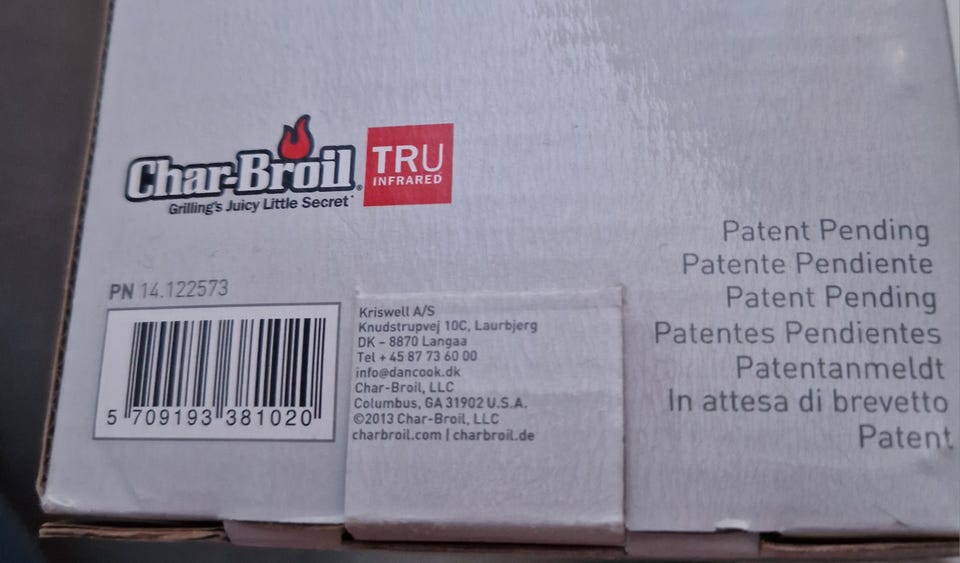 Char-Broil®
Grilling's Juicy Little Secret
TRU
INFRARED
PN 14.122573
5 709193 381020
Kriswell A/S
Knudstrupvej 10C, Laurbjerg
DK - 8870 Langaa
Tel + 45 87 73 60 00
info@dancook.dk
Char-Broil, LLC
Columbus, GA 31902 U.S.A.
©2013 Char-Broil, LLC
charbroil.com | charbroil.de
Patent Pending
Patente Pendiente
Patent Pending
Patentes Pendientes
Patentanmeldt
In attesa di brevetto
Patent